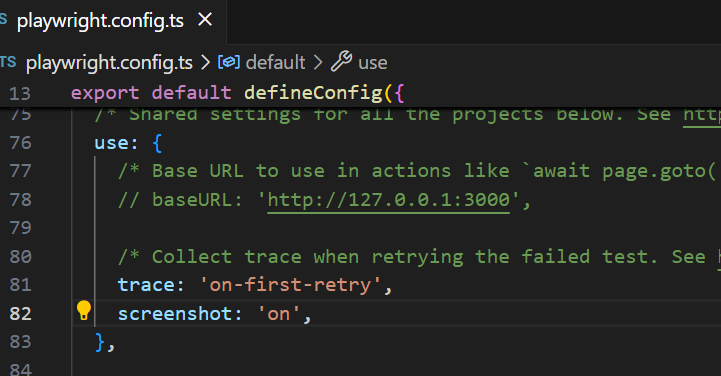 playwright.config.ts ×
TS playwright.config.ts > default > use
13 export default defineConfig({
75 /* Shared settings for all the projects below. See
76 use: {
77 /* Base URL to use in actions like `await page.goto(
78 // baseURL: 'http://127.0.0.1:3000',
79
80 /* Collect trace when retrying the failed test. See
81 trace: 'on-first-retry',
82 screenshot: 'on',
83 },
84